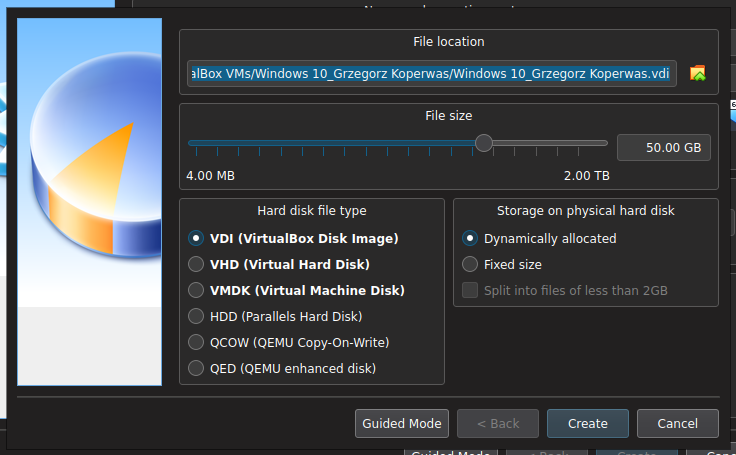 File location
alBox VMs/Windows 10_Grzegorz Koperwas/Windows 10_Grzegorz Koperwas.vdi
File size
50.00 GB
4.00 MB
2.00 TB
Hard disk file type
VDI (VirtualBox Disk Image)
VHD (Virtual Hard Disk)
VMDK (Virtual Machine Disk)
HDD (Parallels Hard Disk)
QCOW (QEMU Copy-On-Write)
QED (QEMU enhanced disk)
Storage on physical hard disk
Dynamically allocated
Fixed size
Split into files of less than 2GB
Guided Mode
< Back
Create
Cancel